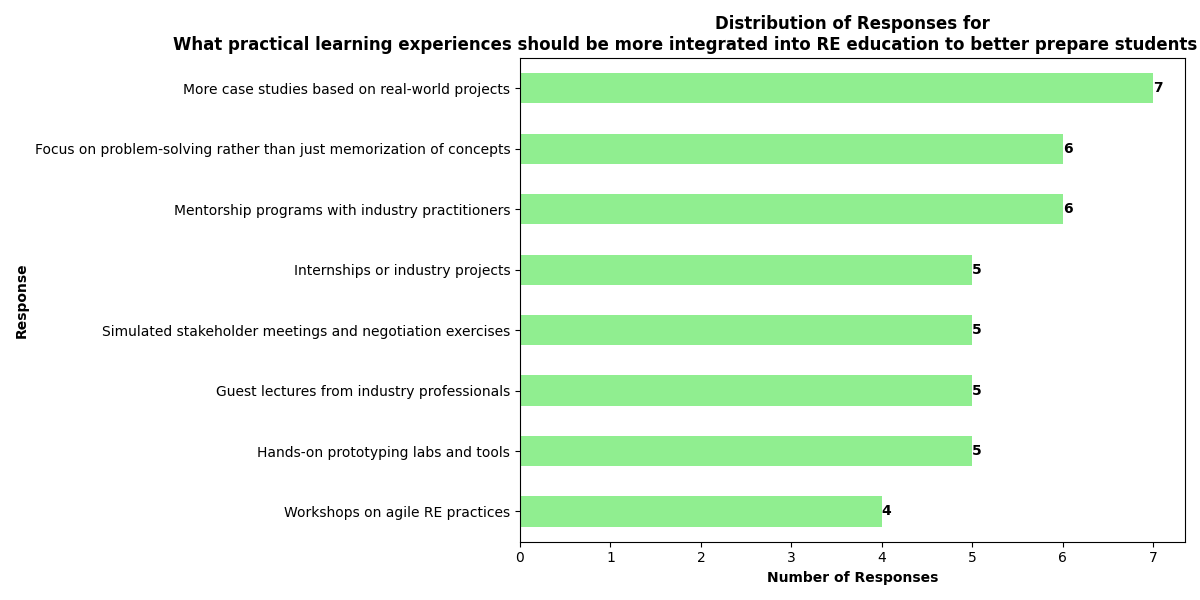 Distribution of Responses for
What practical learning experiences should be more integrated into RE education to better prepare students
More case studies based on real-world projects
7
Focus on problem-solving rather than just memorization of concepts
6
Mentorship programs with industry practitioners
6
Internships or industry projects
5
Simulated stakeholder meetings and negotiation exercises
5
Guest lectures from industry professionals
5
Hands-on prototyping labs and tools
5
Workshops on agile RE practices
4
Response
0 1 2 3 4 5 6 7
Number of Responses